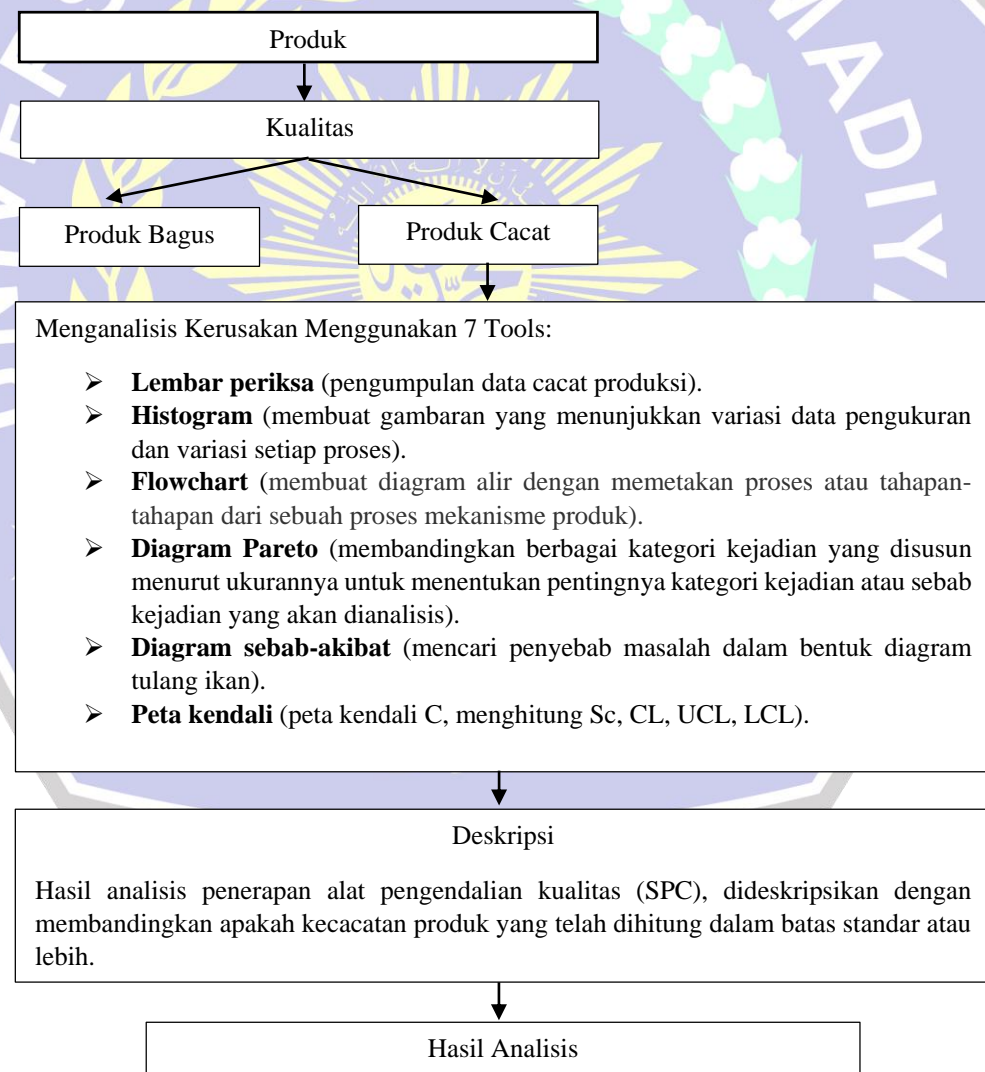 Produk
Kualitas
Produk Bagus
Produk Cacat
Menganalisis Kerusakan Menggunakan 7 Tools:
➢ Lembar periksa (pengumpulan data cacat produksi).
➢ Histogram (membuat gambaran yang menunjukkan variasi data pengukuran
dan variasi setiap proses).
➢ Flowchart (membuat diagram alir dengan memetakan proses atau tahapan-
tahapan dari sebuah proses mekanisme produk).
➢ Diagram Pareto (membandingkan berbagai kategori kejadian yang disusun
menurut ukurannya untuk menentukan pentingnya kategori kejadian atau sebab
kejadian yang akan dianalisis).
➢ Diagram sebab-akibat (mencari penyebab masalah dalam bentuk diagram
tulang ikan).
➢ Peta kendali (peta kendali C, menghitung Sc, CL, UCL, LCL).
Deskripsi
Hasil analisis penerapan alat pengendalian kualitas (SPC), dideskripsikan dengan
membandingkan apakah kecacatan produk yang telah dihitung dalam batas standar atau
lebih.
Hasil Analisis
MADIY